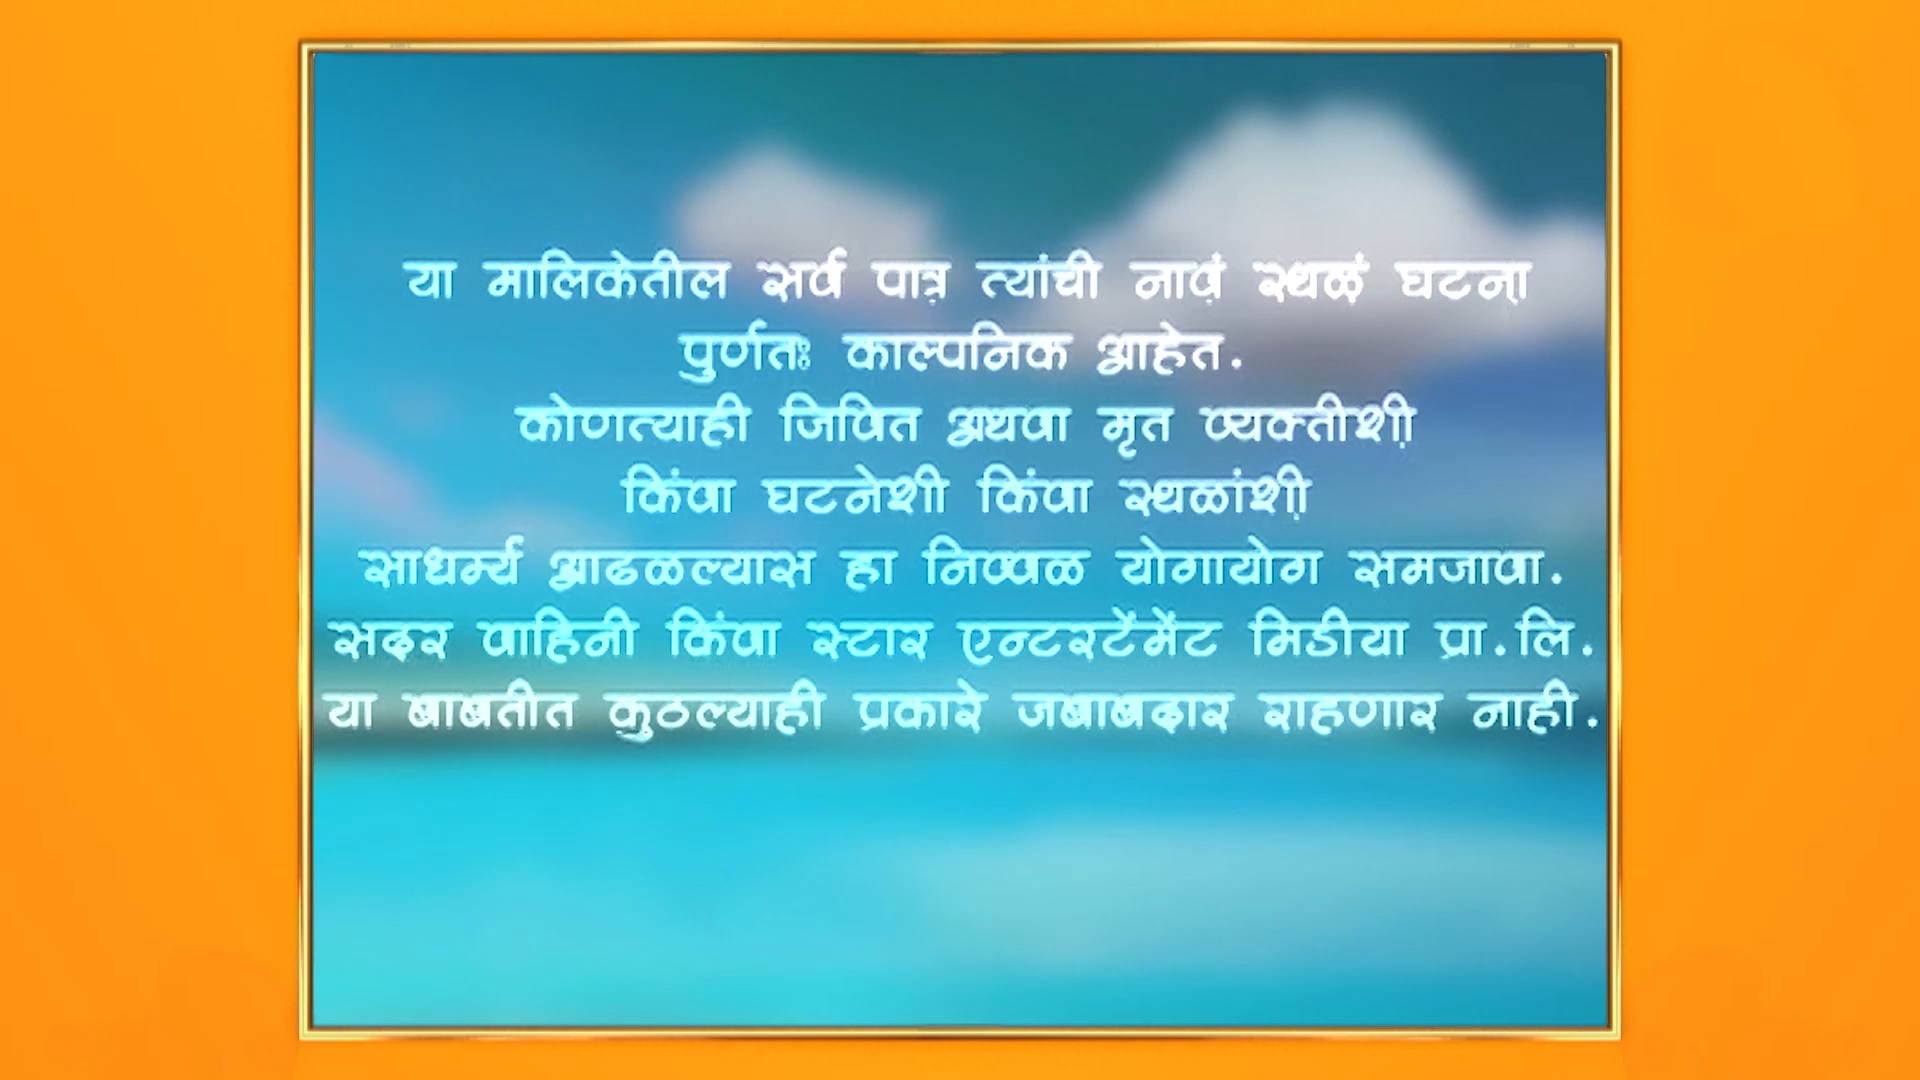 या मालिकेतील सर्व पात्र त्यांची नावं स्थळं घटना
पुर्णतः काल्पनिक आहेत.
कोणत्याही जिवित अथवा मृत व्यक्तीशी
किंवा घटनेशी किंवा स्थळांशी
साधर्म्य आढळल्यास हा निव्वळ योगायोग समजावा.
सदर वाहिनी किंवा स्टार एन्टरटेंमेंट मिडीया प्रा.लि.
या बाबतीत कुठल्याही प्रकारे जबाबदार राहणार नाही.